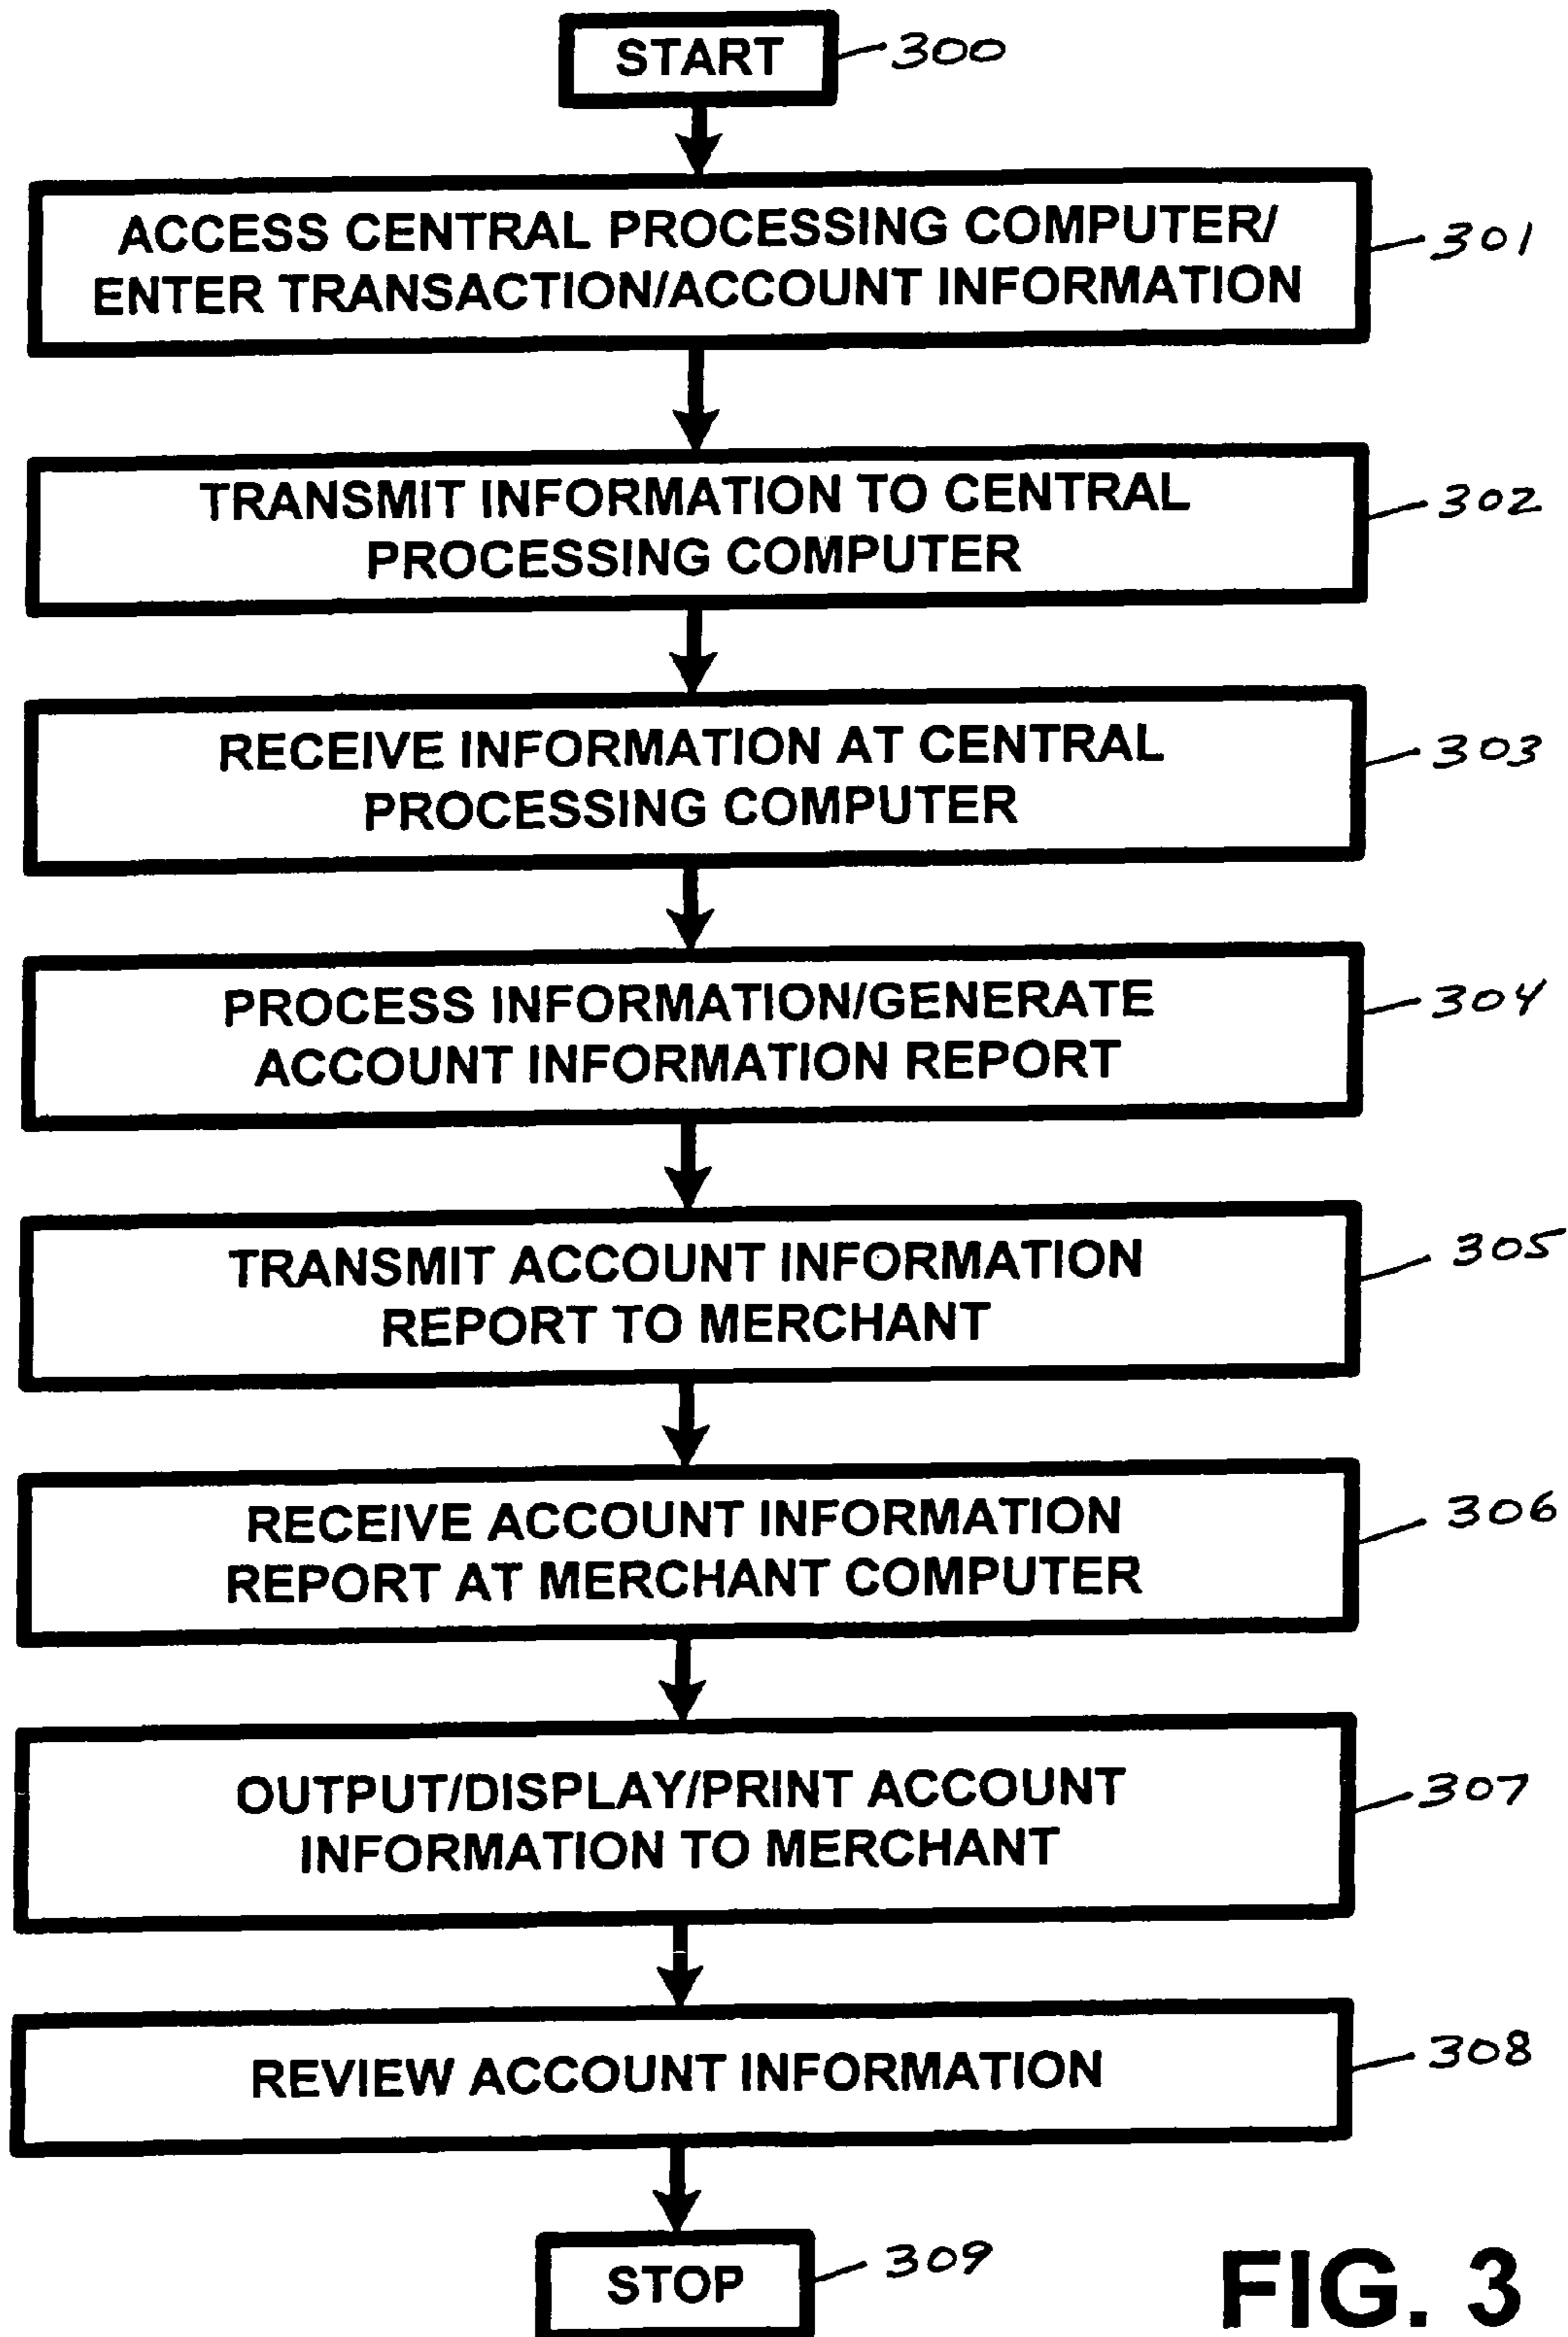 START
300
ACCESS CENTRAL PROCESSING COMPUTER/
ENTER TRANSACTION/ACCOUNT INFORMATION
301
TRANSMIT INFORMATION TO CENTRAL
PROCESSING COMPUTER
302
RECEIVE INFORMATION AT CENTRAL
PROCESSING COMPUTER
303
PROCESS INFORMATION/GENERATE
ACCOUNT INFORMATION REPORT
304
TRANSMIT ACCOUNT INFORMATION
REPORT TO MERCHANT
305
RECEIVE ACCOUNT INFORMATION
REPORT AT MERCHANT COMPUTER
306
OUTPUT/DISPLAY/PRINT ACCOUNT
INFORMATION TO MERCHANT
307
REVIEW ACCOUNT INFORMATION
308
STOP
309
FIG. 3